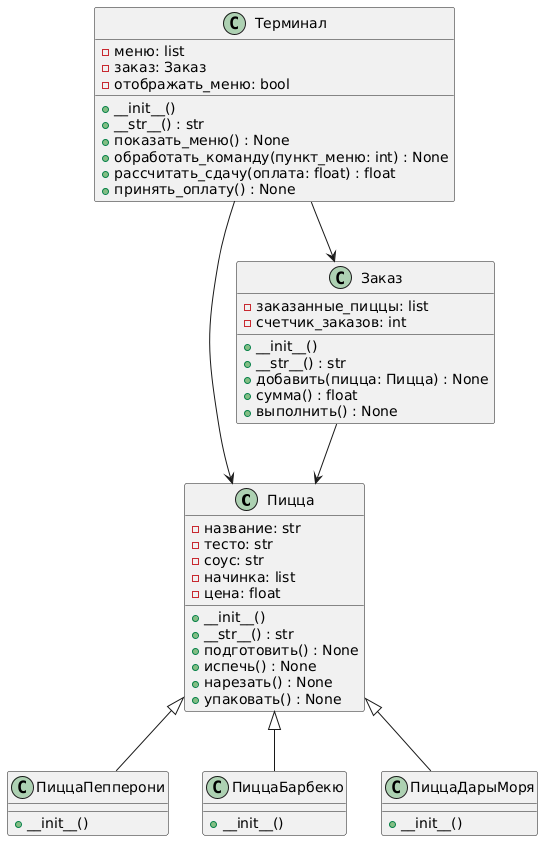 C Терминал
меню: list
заказ: Заказ
отображать_меню: bool
__init__()
__str__() : str
показать_меню() : None
обработать_команду(пункт_меню: int) : None
рассчитать_сдачу(оплата: float) : float
принять_оплату() : None
C Заказ
заказанные_пиццы: list
счетчик_заказов: int
__init__()
__str__() : str
добавить(пицца: Пицца) : None
сумма() : float
выполнить() : None
C Пицца
название: str
тесто: str
соус: str
начинка: list
цена: float
__init__()
__str__() : str
подготовить() : None
испечь() : None
нарезать() : None
упаковать() : None
C ПиццаПепперони
__init__()
C ПиццаБарбекю
__init__()
C ПиццаДарыМоря
__init__()